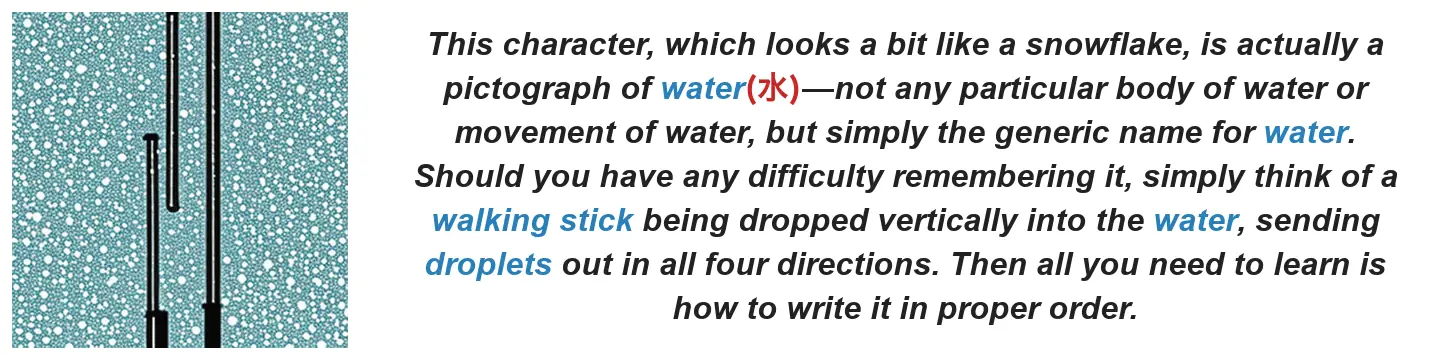 This character, which looks a bit like a snowflake, is actually a
pictograph of water(水)—not any particular body of water or
movement of water, but simply the generic name for water.
Should you have any difficulty remembering it, simply think of a
walking stick being dropped vertically into the water, sending
droplets out in all four directions. Then all you need to learn is
how to write it in proper order.